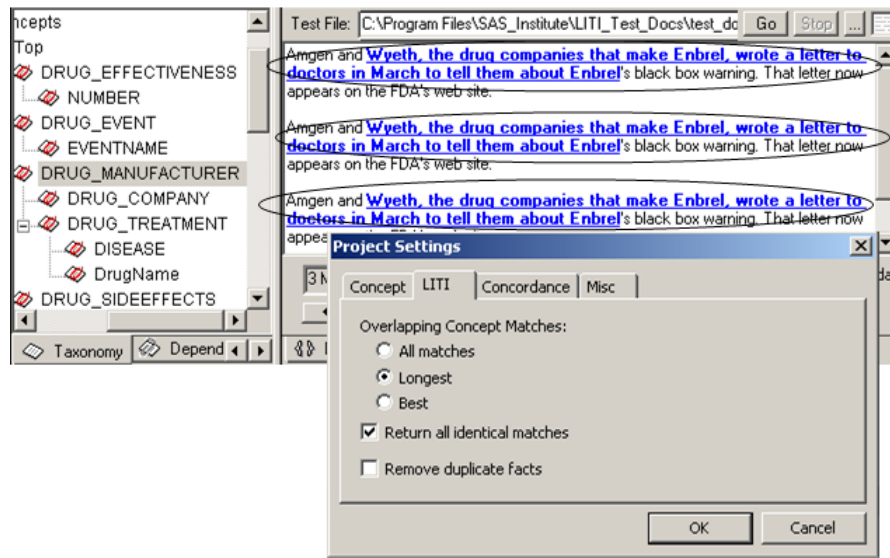 ncepts
Top
DRUG_EFFECTIVENESS
NUMBER
DRUG_EVENT
EVENTNAME
DRUG_MANUFACTURER
DRUG_COMPANY
DRUG_TREATMENT
DISEASE
DrugName
DRUG_SIDEEFFECTS
Taxonomy Depend
Test File: C:\Program Files\SAS_Institute\LITI_Test_Docs\test_dc Go Stop ...
Amgen and Wyeth, the drug companies that make Enbrel, wrote a letter to
doctors in March to tell them about Enbrel's black box warning. That letter now
appears on the FDA's web site.
Amgen and Wyeth, the drug companies that make Enbrel, wrote a letter to
doctors in March to tell them about Enbrel's black box warning. That letter now
appears on the FDA's web site.
Amgen and Wyeth, the drug companies that make Enbrel, wrote a letter to
doctors in March to tell them about Enbrel's black box warning. That letter now
appea
3 M
Project Settings
Concept LITI Concordance Misc
Overlapping Concept Matches:
All matches
Longest
Best
Return all identical matches
Remove duplicate facts
OK Cancel